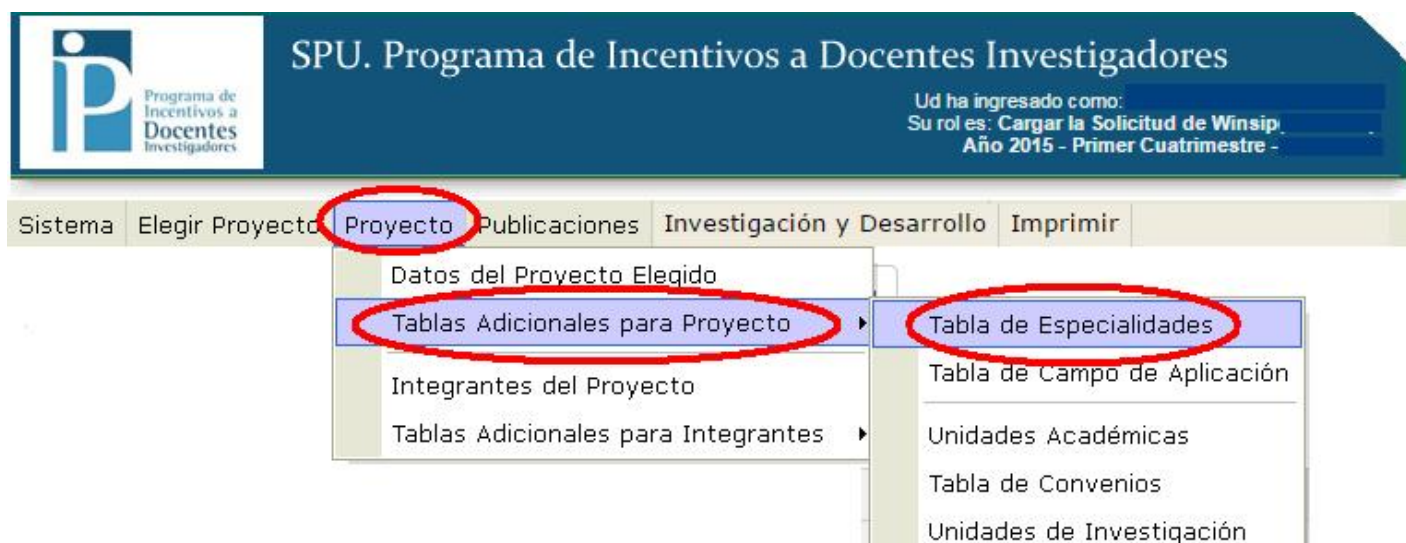 SPU. Programa de Incentivos a Docentes Investigadores
Programa de
Incentivos a
Docentes
Investigadores
Ud ha ingresado como:
Su rol es: Cargar la Solicitud de Winsip
Año 2015 - Primer Cuatrimestre -
Sistema Elegir Proyecto Proyecto Publicaciones Investigación y Desarrollo Imprimir
Datos del Proyecto Elegido
Tablas Adicionales para Proyecto
Integrantes del Proyecto
Tablas Adicionales para Integrantes
Tabla de Especialidades
Tabla de Campo de Aplicación
Unidades Académicas
Tabla de Convenios
Unidades de Investigación